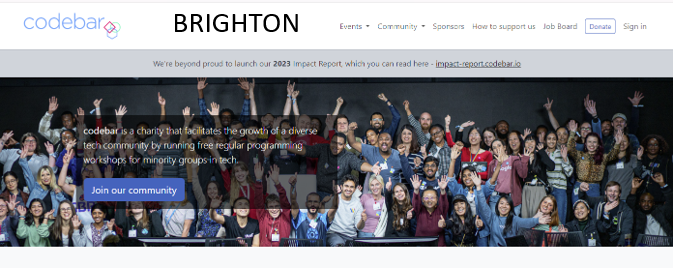 codebar
BRIGHTON
Events Community Sponsors How to support us Job Board Donate Sign in
We're beyond proud to launch our 2023 Impact Report, which you can read here - impact-report.codebar.io
codebar is a charity that facilitates the growth of a diverse
tech community by running free regular programming
workshops for minority groups in tech.
Join our community